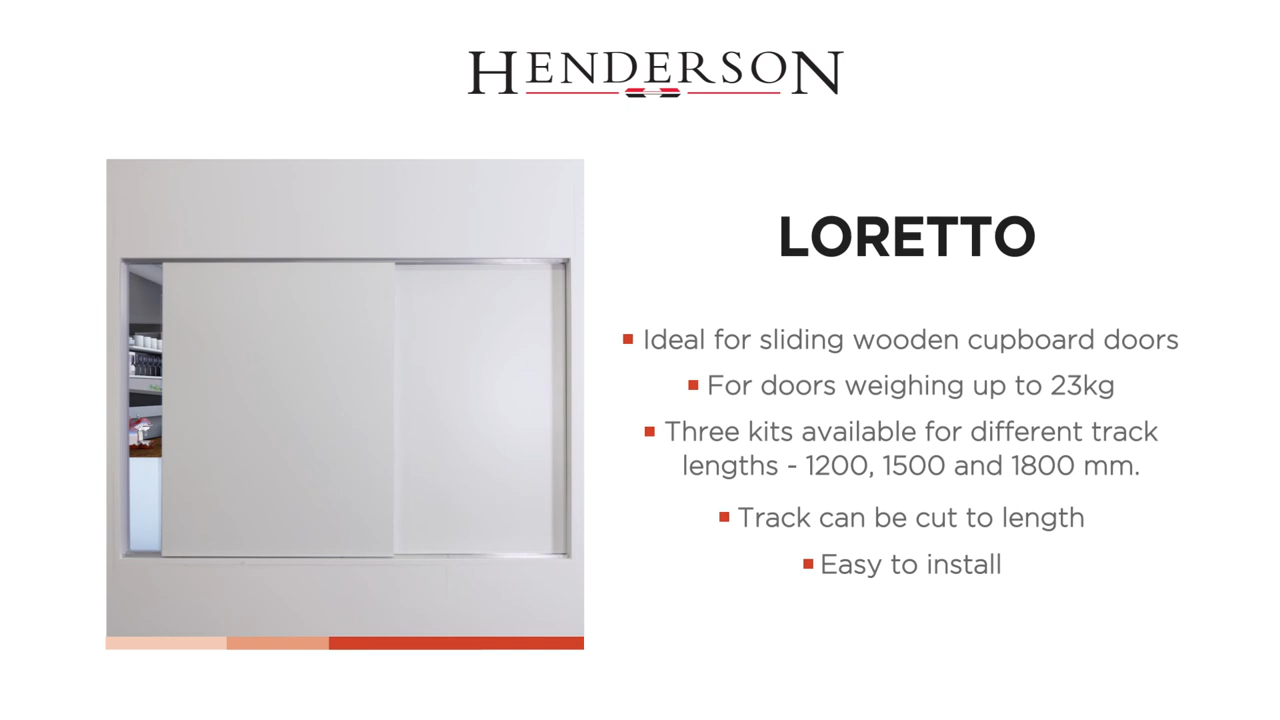 HENDERSON
LORETTO
Ideal for sliding wooden cupboard doors
For doors weighing up to 23kg
Three kits available for different track
lengths - 1200, 1500 and 1800 mm.
Track can be cut to length
Easy to install